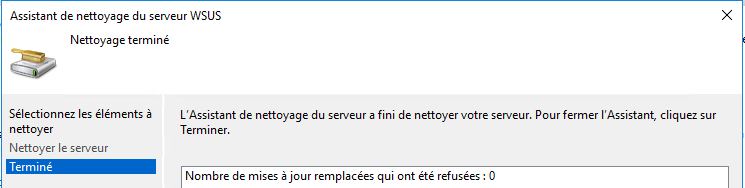 Assistant de nettoyage du serveur WSUS
Nettoyage terminé
Sélectionnez les éléments à
nettoyer
Nettoyer le serveur
Terminé
L'Assistant de nettoyage du serveur a fini de nettoyer votre serveur. Pour fermer l'Assistant, cliquez sur
Terminer.
Nombre de mises à jour remplacées qui ont été refusées : 0